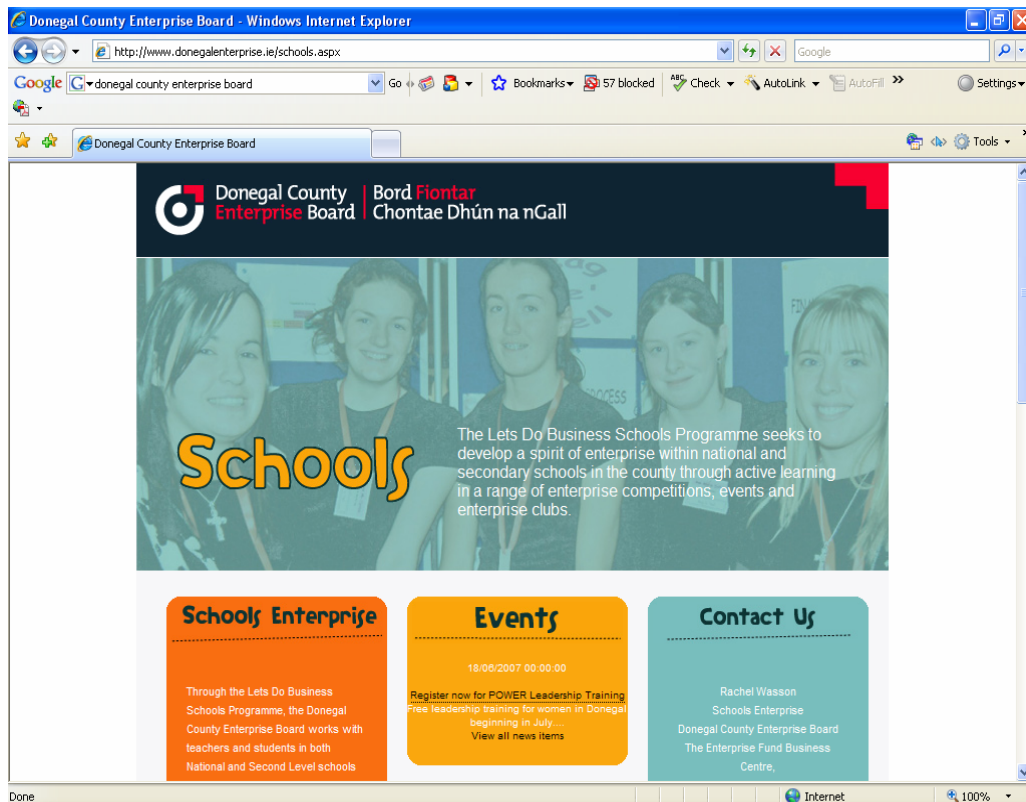 Donegal County Enterprise Board - Windows Internet Explorer
http://www.donegalenterprise.ie/schools.aspx
Google
Google donegal county enterprise board Go Bookmarks 57 blocked ABC Check AutoLink AutoFill Settings
Donegal County Enterprise Board
Tools
Donegal County
Enterprise Board
Bord Fiontar
Chontae Dhún na nGall
Schools
The Lets Do Business Schools Programme seeks to
develop a spirit of enterprise within national and
secondary schools in the county through active learning
in a range of enterprise competitions, events and
enterprise clubs.
Schools Enterprise
Through the Lets Do Business
Schools Programme, the Donegal
County Enterprise Board works with
teachers and students in both
National and Second Level schools
Events
18/06/2007 00:00:00
Register now for POWER Leadership Training
Free leadership training for women in Donegal
beginning in July....
View all news items
Contact Us
Rachel Wasson
Schools Enterprise
Donegal County Enterprise Board
The Enterprise Fund Business
Centre,
Done
Internet
100%